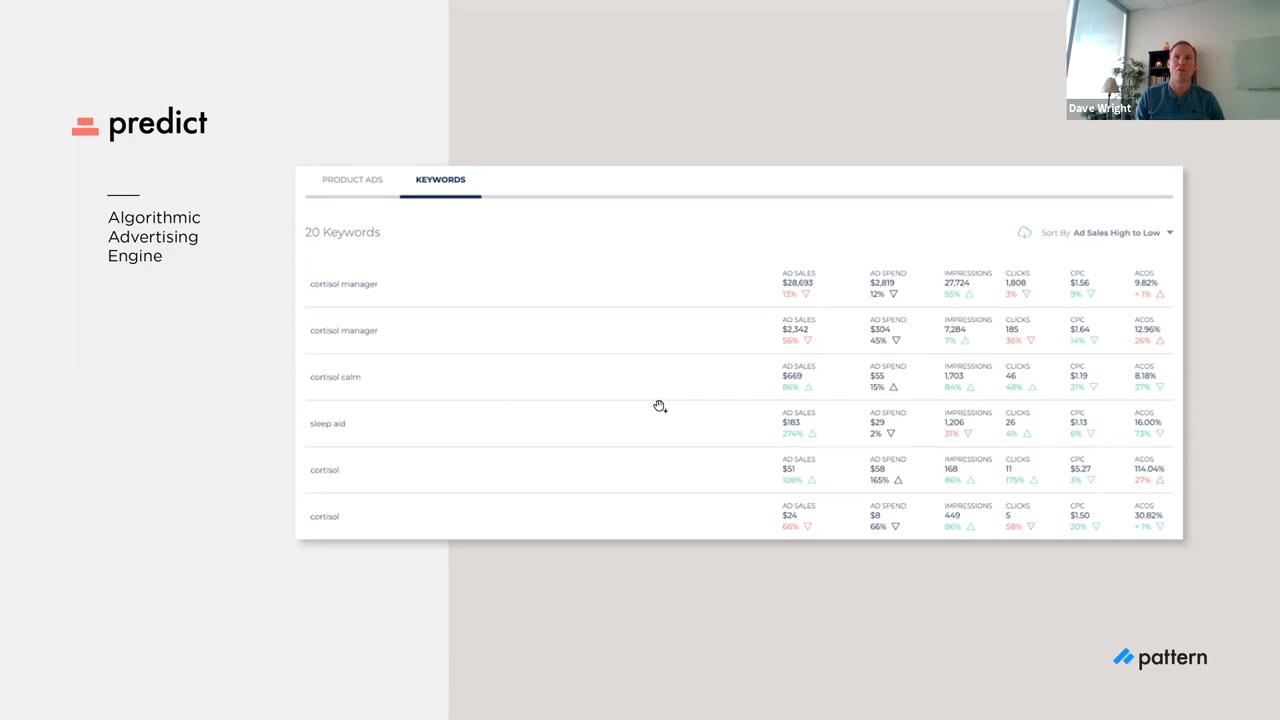 Dave Wright
predict
Algorithmic
Advertising
Engine
PRODUCT ADS KEYWORDS
20 Keywords
Sort By Ad Sales High to Low
AD SALES AD SPEND IMPRESSIONS CLICKS CPC ACOS
cortisol manager $28,693 $2,819 27,724 1,808 $1.56 9.82%
13% 12% 55% 3% 9% < 1%
AD SALES AD SPEND IMPRESSIONS CLICKS CPC ACOS
cortisol manager $2,342 $304 7,284 185 $1.64 12.96%
56% 45% 7% 36% 14% 26%
AD SALES AD SPEND IMPRESSIONS CLICKS CPC ACOS
cortisol calm $669 $55 1,703 46 $1.19 8.18%
86% 15% 84% 48% 21% 37%
AD SALES AD SPEND IMPRESSIONS CLICKS CPC ACOS
sleep aid $183 $29 1,206 26 $1.13 16.00%
274% 2% 31% 4% 6% 73%
AD SALES AD SPEND IMPRESSIONS CLICKS CPC ACOS
cortisol $51 $58 168 11 $5.27 114.04%
108% 165% 86% 175% 3% 27%
AD SALES AD SPEND IMPRESSIONS CLICKS CPC ACOS
cortisol $24 $8 449 5 $1.50 30.82%
66% 66% 86% 58% 20% < 1%
pattern